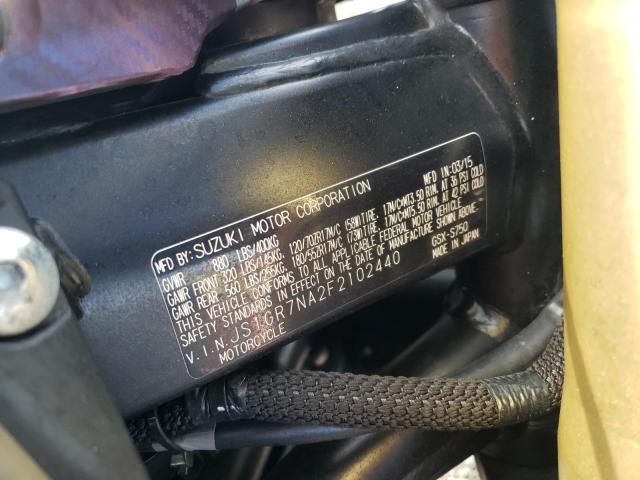 MFD BY: SUZUKI MOTOR CORPORATION MFD IN: 03/15
GVWR 880 LBS/400KG
GAWR FRONT 320 LBS/145KG, 120/70ZR17M/C (58W) TIRE, 17M/C×MT3.50 RIM, AT 36 PSI COLD
GAWR REAR 560 LBS/255KG, 180/55ZR17M/C (73W) TIRE, 17M/C×MT5.50 RIM, AT 42 PSI COLD
THIS VEHICLE CONFORMS TO ALL APPLICABLE FEDERAL MOTOR VEHICLE
SAFETY STANDARDS IN EFFECT ON THE DATE OF MANUFACTURE SHOWN ABOVE.
V.I.N. JS1GR7NA2F2102440 GSX-S750
MOTORCYCLE MADE IN JAPAN